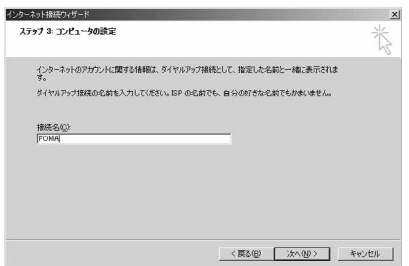 インターネット接続ウィザード
ステップ 3: コンピュータの設定
インターネットのアカウントに関する情報は、ダイヤルアップ接続として、指定した名前と一緒に表示されま
す。
ダイヤルアップ接続の名前を入力してください。ISP の名前でも、自分の好きな名前でもかまいません。
接続名(C):
FOMA
< 戻る(B)
次へ(N) >
キャンセル